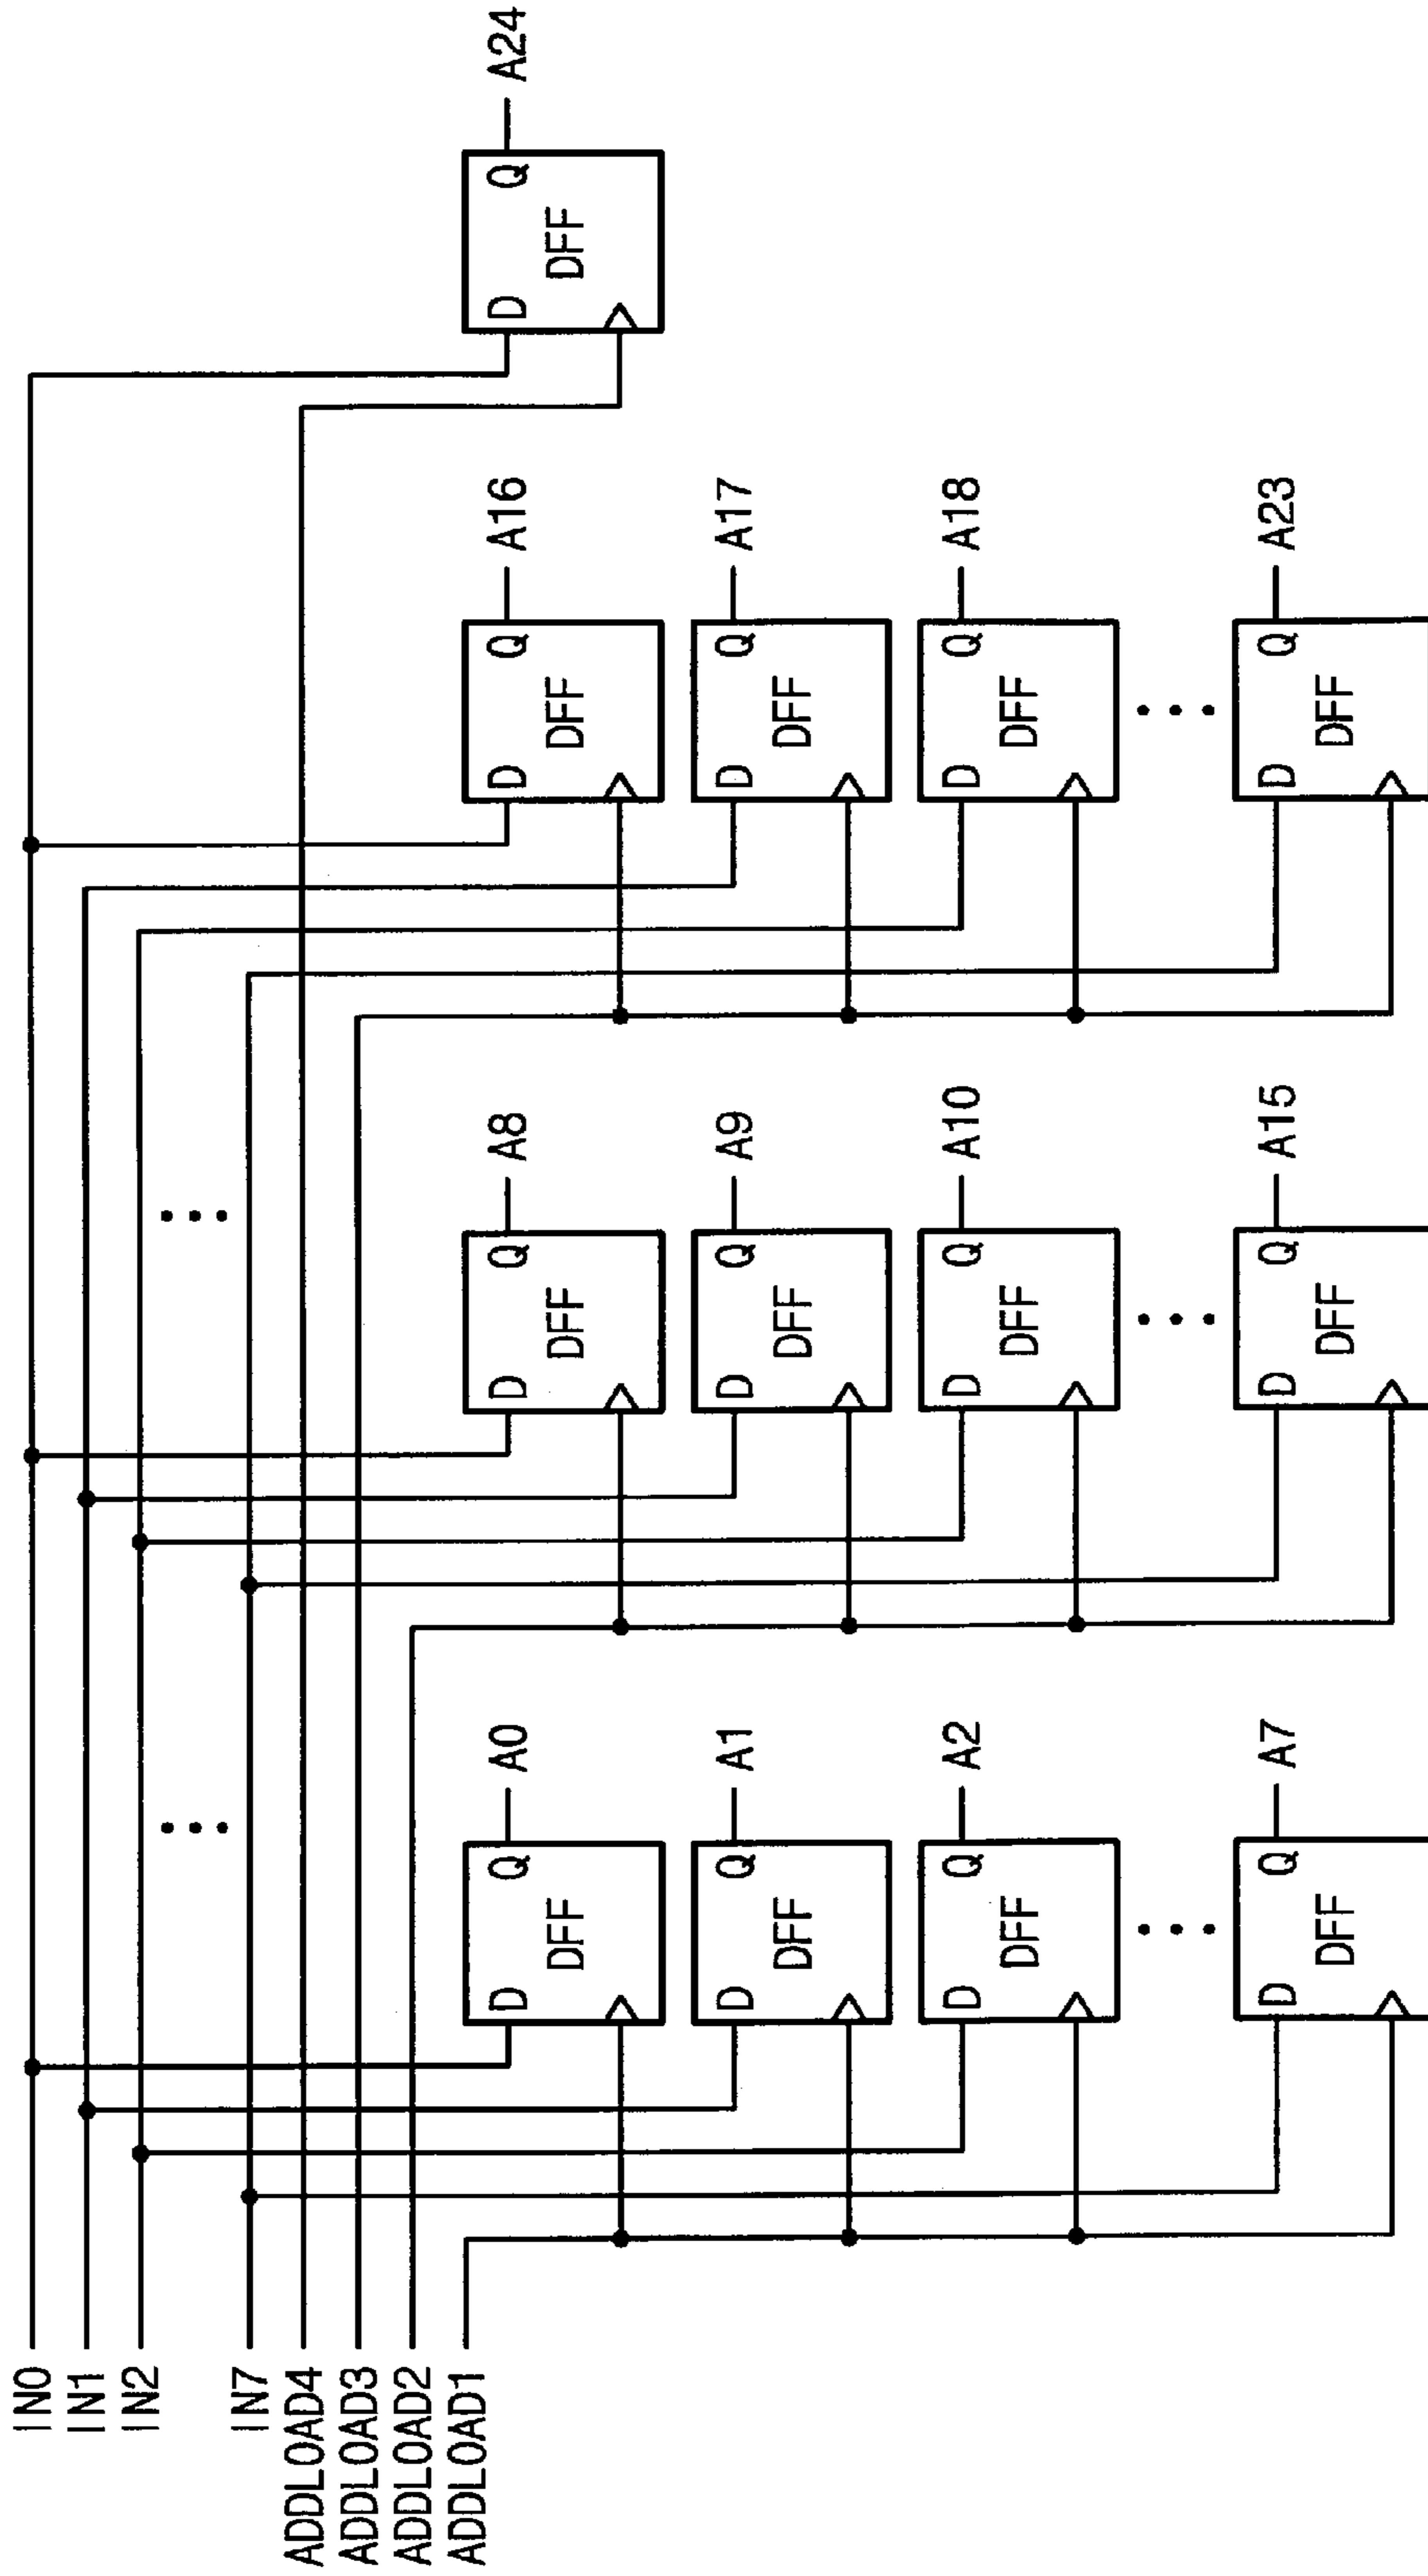 IN0
IN1
IN2
IN7
ADDLOAD4
ADDLOAD3
ADDLOAD2
ADDLOAD1
D Q
DFF
A0
D Q
DFF
A1
D Q
DFF
A2
D Q
DFF
A7
D Q
DFF
A8
D Q
DFF
A9
D Q
DFF
A10
D Q
DFF
A15
D Q
DFF
A16
D Q
DFF
A17
D Q
DFF
A18
D Q
DFF
A23
D Q
DFF
A24